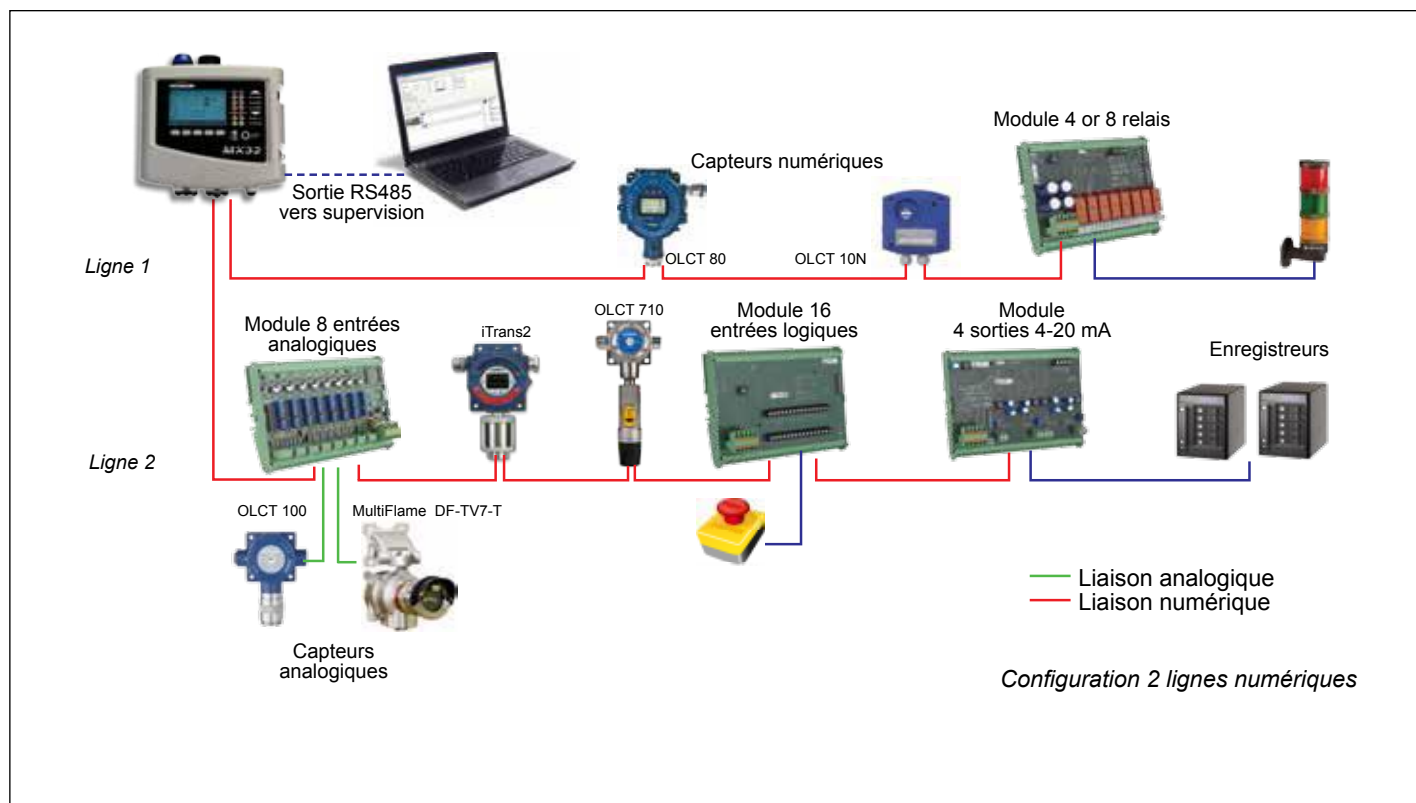 MX32
Sortie RS485
vers supervision
Capteurs numériques
Module 4 or 8 relais
Ligne 1
OLCT 80
OLCT 10N
Module 8 entrées
analogiques
iTrans2
OLCT 710
Module 16
entrées logiques
Module
4 sorties 4-20 mA
Enregistreurs
Ligne 2
OLCT 100
MultiFlame DF-TV7-T
Capteurs
analogiques
Liaison analogique
Liaison numérique
Configuration 2 lignes numériques